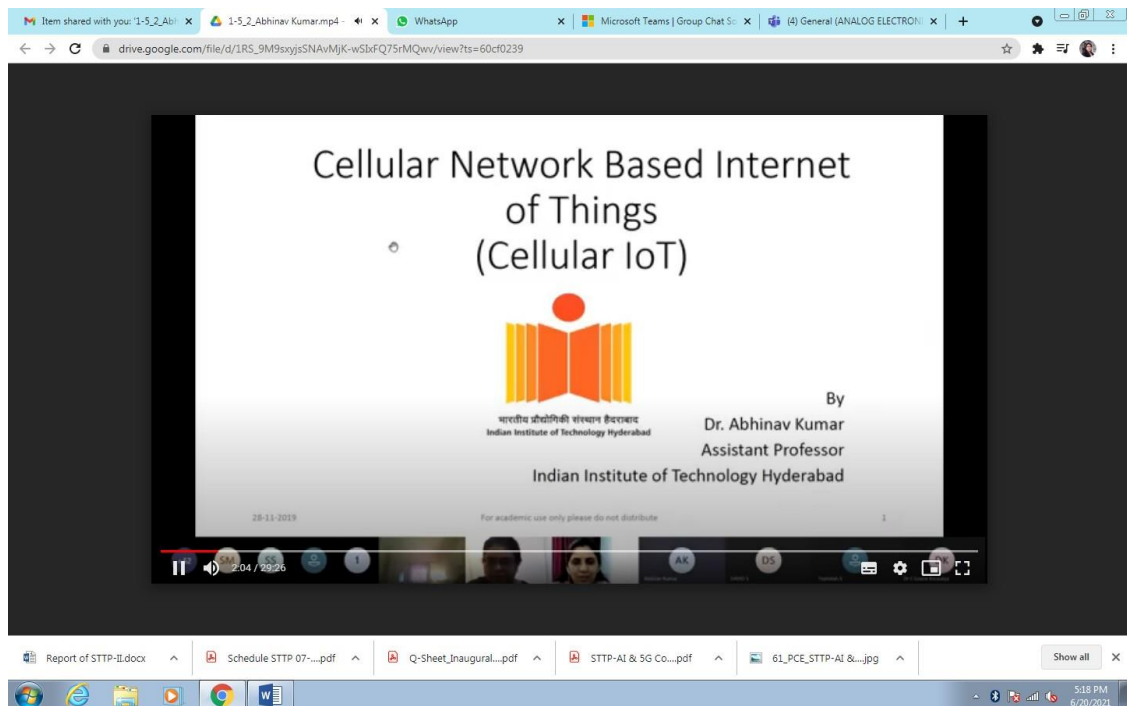 Item shared with you: '1-5_2_Abh
1-5_2_Abhinav Kumar.mp4 -
WhatsApp
Microsoft Teams | Group Chat So
(4) General (ANALOG ELECTRONI
drive.google.com/file/d/1RS_9M9sxyjsSNAvMjK-wSIxFQ75rMQwv/view?ts=60cf0239
Cellular Network Based Internet
of Things
(Cellular IoT)
भारतीय प्रौद्योगिकी संस्थान हैदराबाद
Indian Institute of Technology Hyderabad
By
Dr. Abhinav Kumar
Assistant Professor
Indian Institute of Technology Hyderabad
28-11-2019
For academic use only please do not distribute
1
SM
SS
1
AK
DS
DK
2:04 / 29:26
Report of STTP-II.docx
Schedule STTP 07-....pdf
Q-Sheet_Inaugural....pdf
STTP-AI & 5G Co....pdf
61_PCE_STTP-AI &....jpg
Show all
5:18 PM
6/20/2021